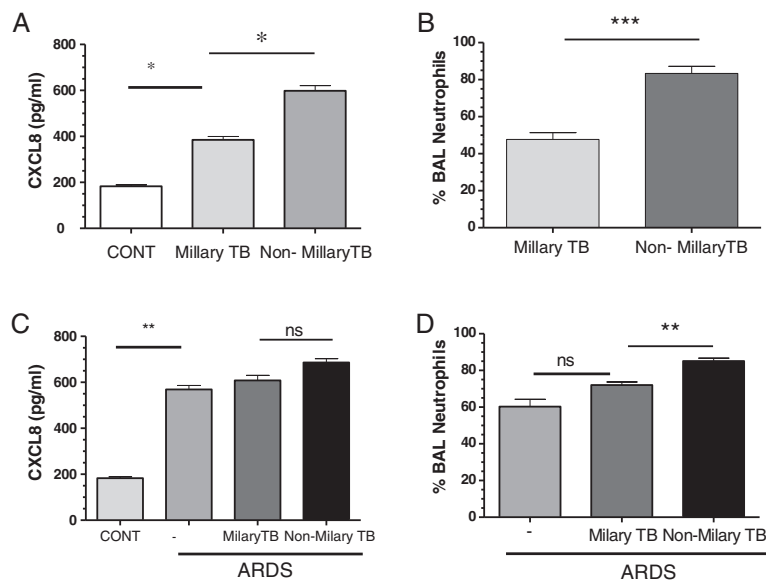 A
CXCL8 (pg/ml)
800
600
400
200
0
*
*
CONT
Millary TB
Non- MillaryTB
B
% BAL Neutrophils
100
80
60
40
20
0
***
Millary TB
Non- MillaryTB
C
CXCL8 (pg/ml)
800
600
400
200
0
**
ns
CONT
-
MilaryTB
Non-Milary TB
ARDS
D
% BAL Neutrophils
100
80
60
40
20
0
ns
**
-
Milary TB
Non-Milary TB
ARDS